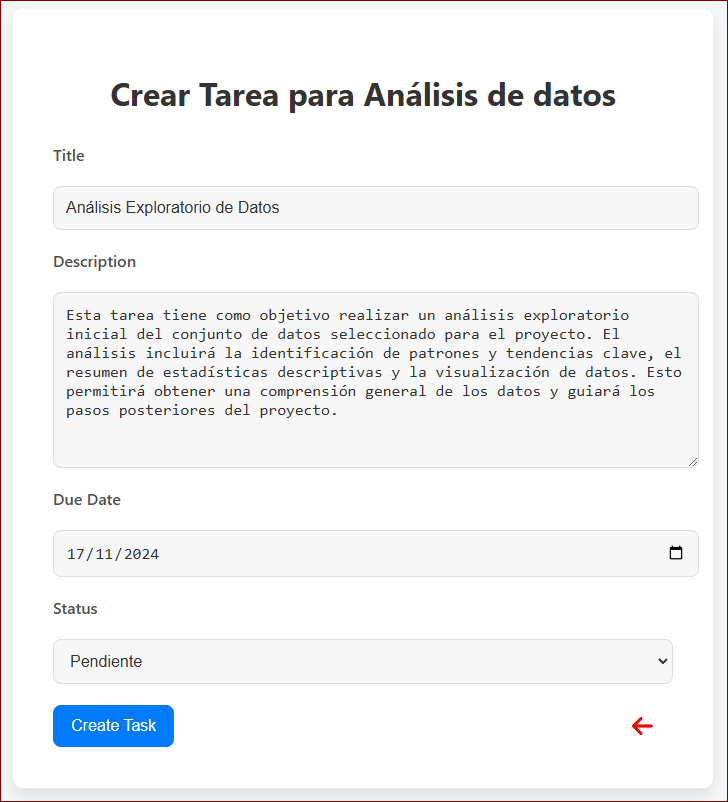 Crear Tarea para Análisis de datos
Title
Análisis Exploratorio de Datos
Description
Esta tarea tiene como objetivo realizar un análisis exploratorio
inicial del conjunto de datos seleccionado para el proyecto. El
análisis incluirá la identificación de patrones y tendencias clave, el
resumen de estadísticas descriptivas y la visualización de datos. Esto
permitirá obtener una comprensión general de los datos y guiará los
pasos posteriores del proyecto.
Due Date
17/11/2024
Status
Pendiente
Create Task